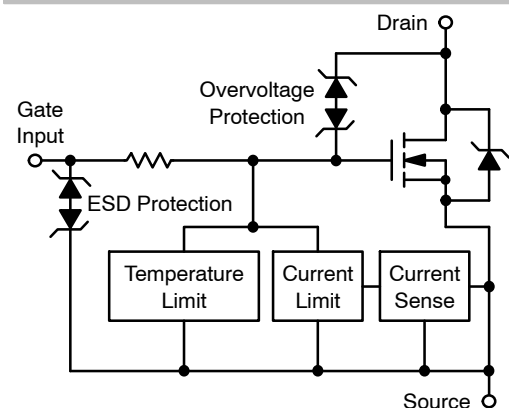 Drain
Overvoltage
Protection
Gate
Input
ESD Protection
Temperature
Limit
Current
Limit
Current
Sense
Source